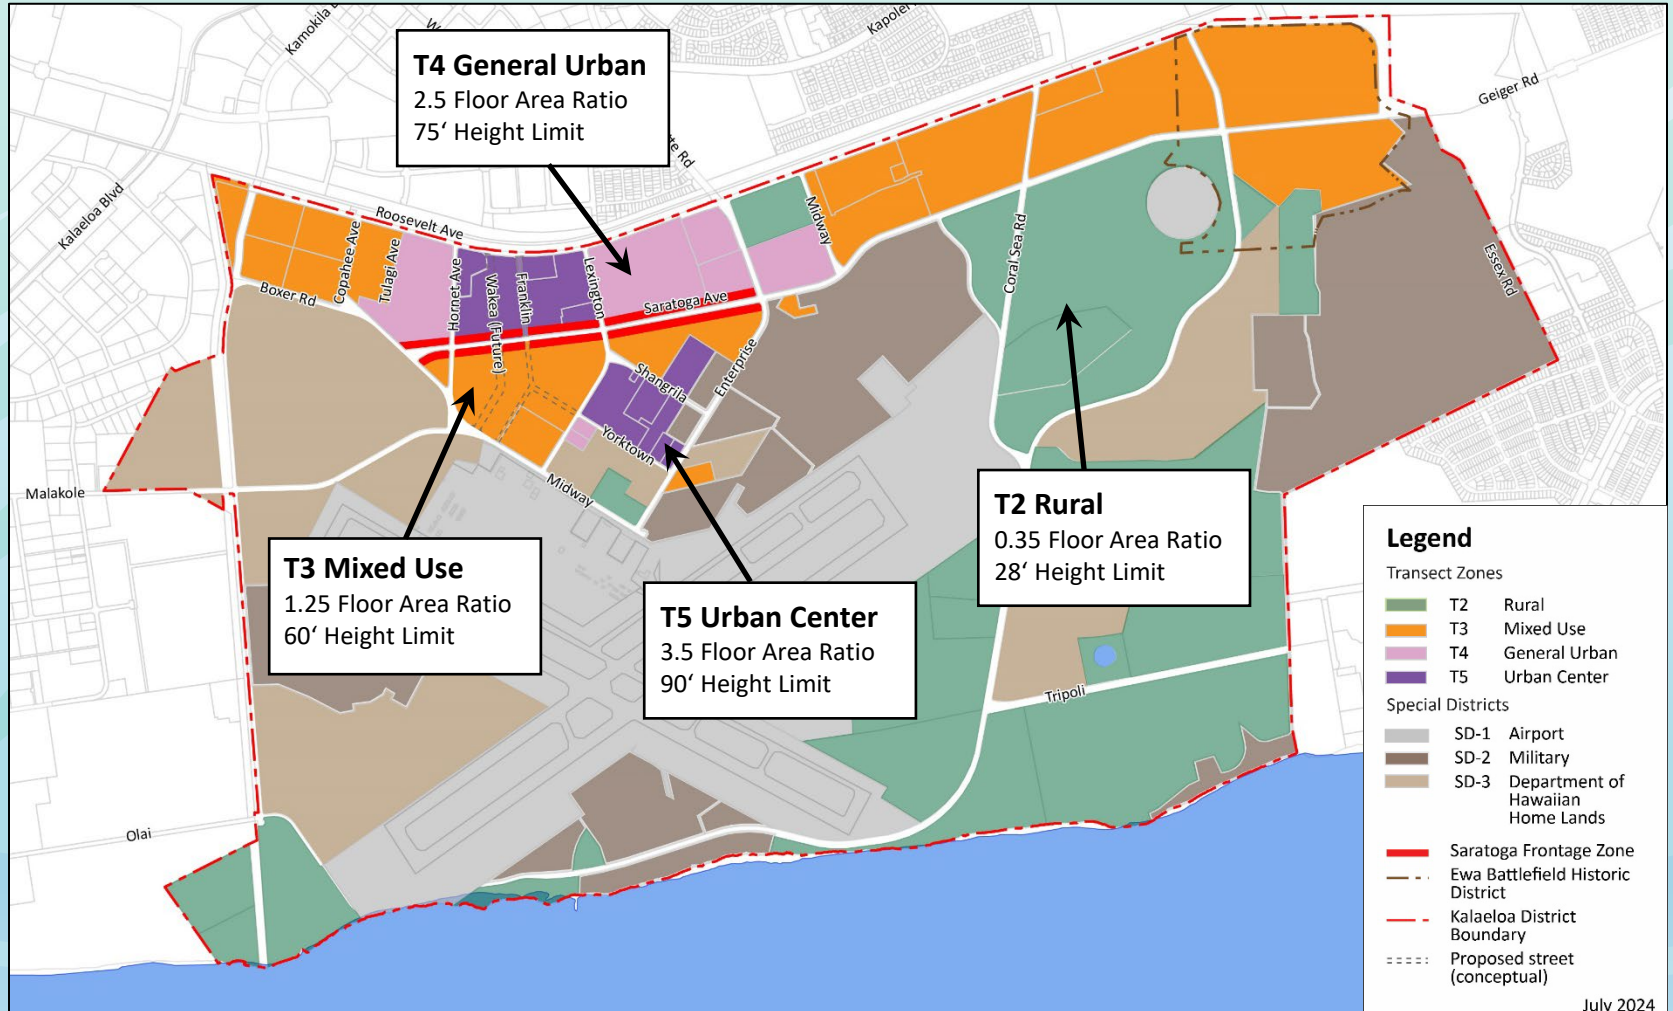 Kamokila B
Kapolei
Geiger Rd
Kalaeloa Blvd
T4 General Urban
2.5 Floor Area Ratio
75‘ Height Limit
Rd
Roosevelt Ave
Copahee Ave
Tulagi Ave
Boxer Rd
Hornet Ave
Wakea (Future)
Franklin
Lexington
Saratoga Ave
Midway
Coral Sea Rd
Essex Rd
Shangrila
Enterprise
Yorktown
Midway
Malakole
T3 Mixed Use
1.25 Floor Area Ratio
60‘ Height Limit
T5 Urban Center
3.5 Floor Area Ratio
90‘ Height Limit
T2 Rural
0.35 Floor Area Ratio
28‘ Height Limit
Tripoli
Olai
Legend
Transect Zones
T2 Rural
T3 Mixed Use
T4 General Urban
T5 Urban Center
Special Districts
SD-1 Airport
SD-2 Military
SD-3 Department of
Hawaiian
Home Lands
Saratoga Frontage Zone
Ewa Battlefield Historic
District
Kalaeloa District
Boundary
Proposed street
(conceptual)
July 2024